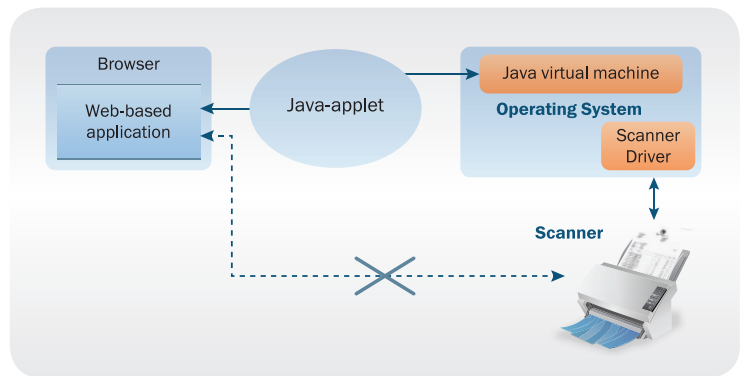 Browser
Web-based
application
Java-applet
Java virtual machine
Operating System
Scanner
Driver
Scanner